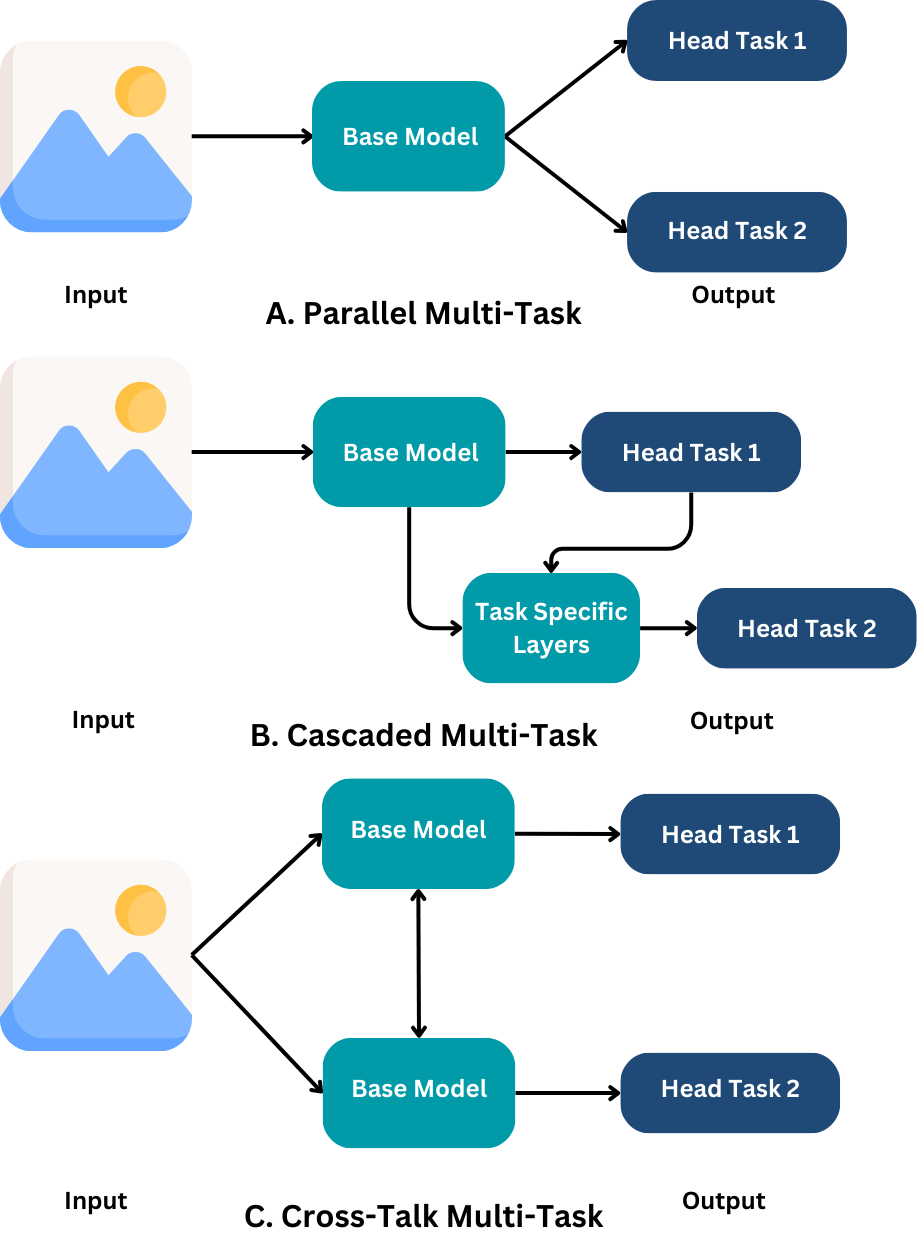 Head Task 1
Base Model
Head Task 2
Input
Output
A. Parallel Multi-Task
Base Model
Head Task 1
Task Specific
Layers
Head Task 2
Input
Output
B. Cascaded Multi-Task
Base Model
Head Task 1
Base Model
Head Task 2
Input
Output
C. Cross-Talk Multi-Task